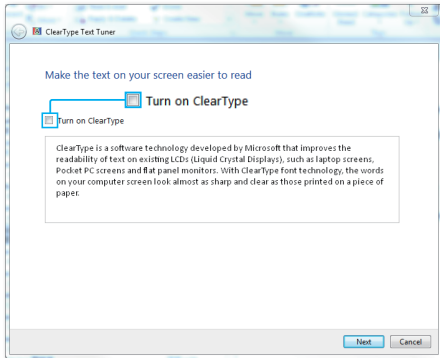 ClearType Text Tuner
Make the text on your screen easier to read
Turn on ClearType
Turn on ClearType
ClearType is a software technology developed by Microsoft that improves the
readability of text on existing LCDs (Liquid Crystal Displays), such as laptop screens,
Pocket PC screens and flat panel monitors. With ClearType font technology, the words
on your computer screen look almost as sharp and clear as those printed on a piece of
paper.
Next Cancel